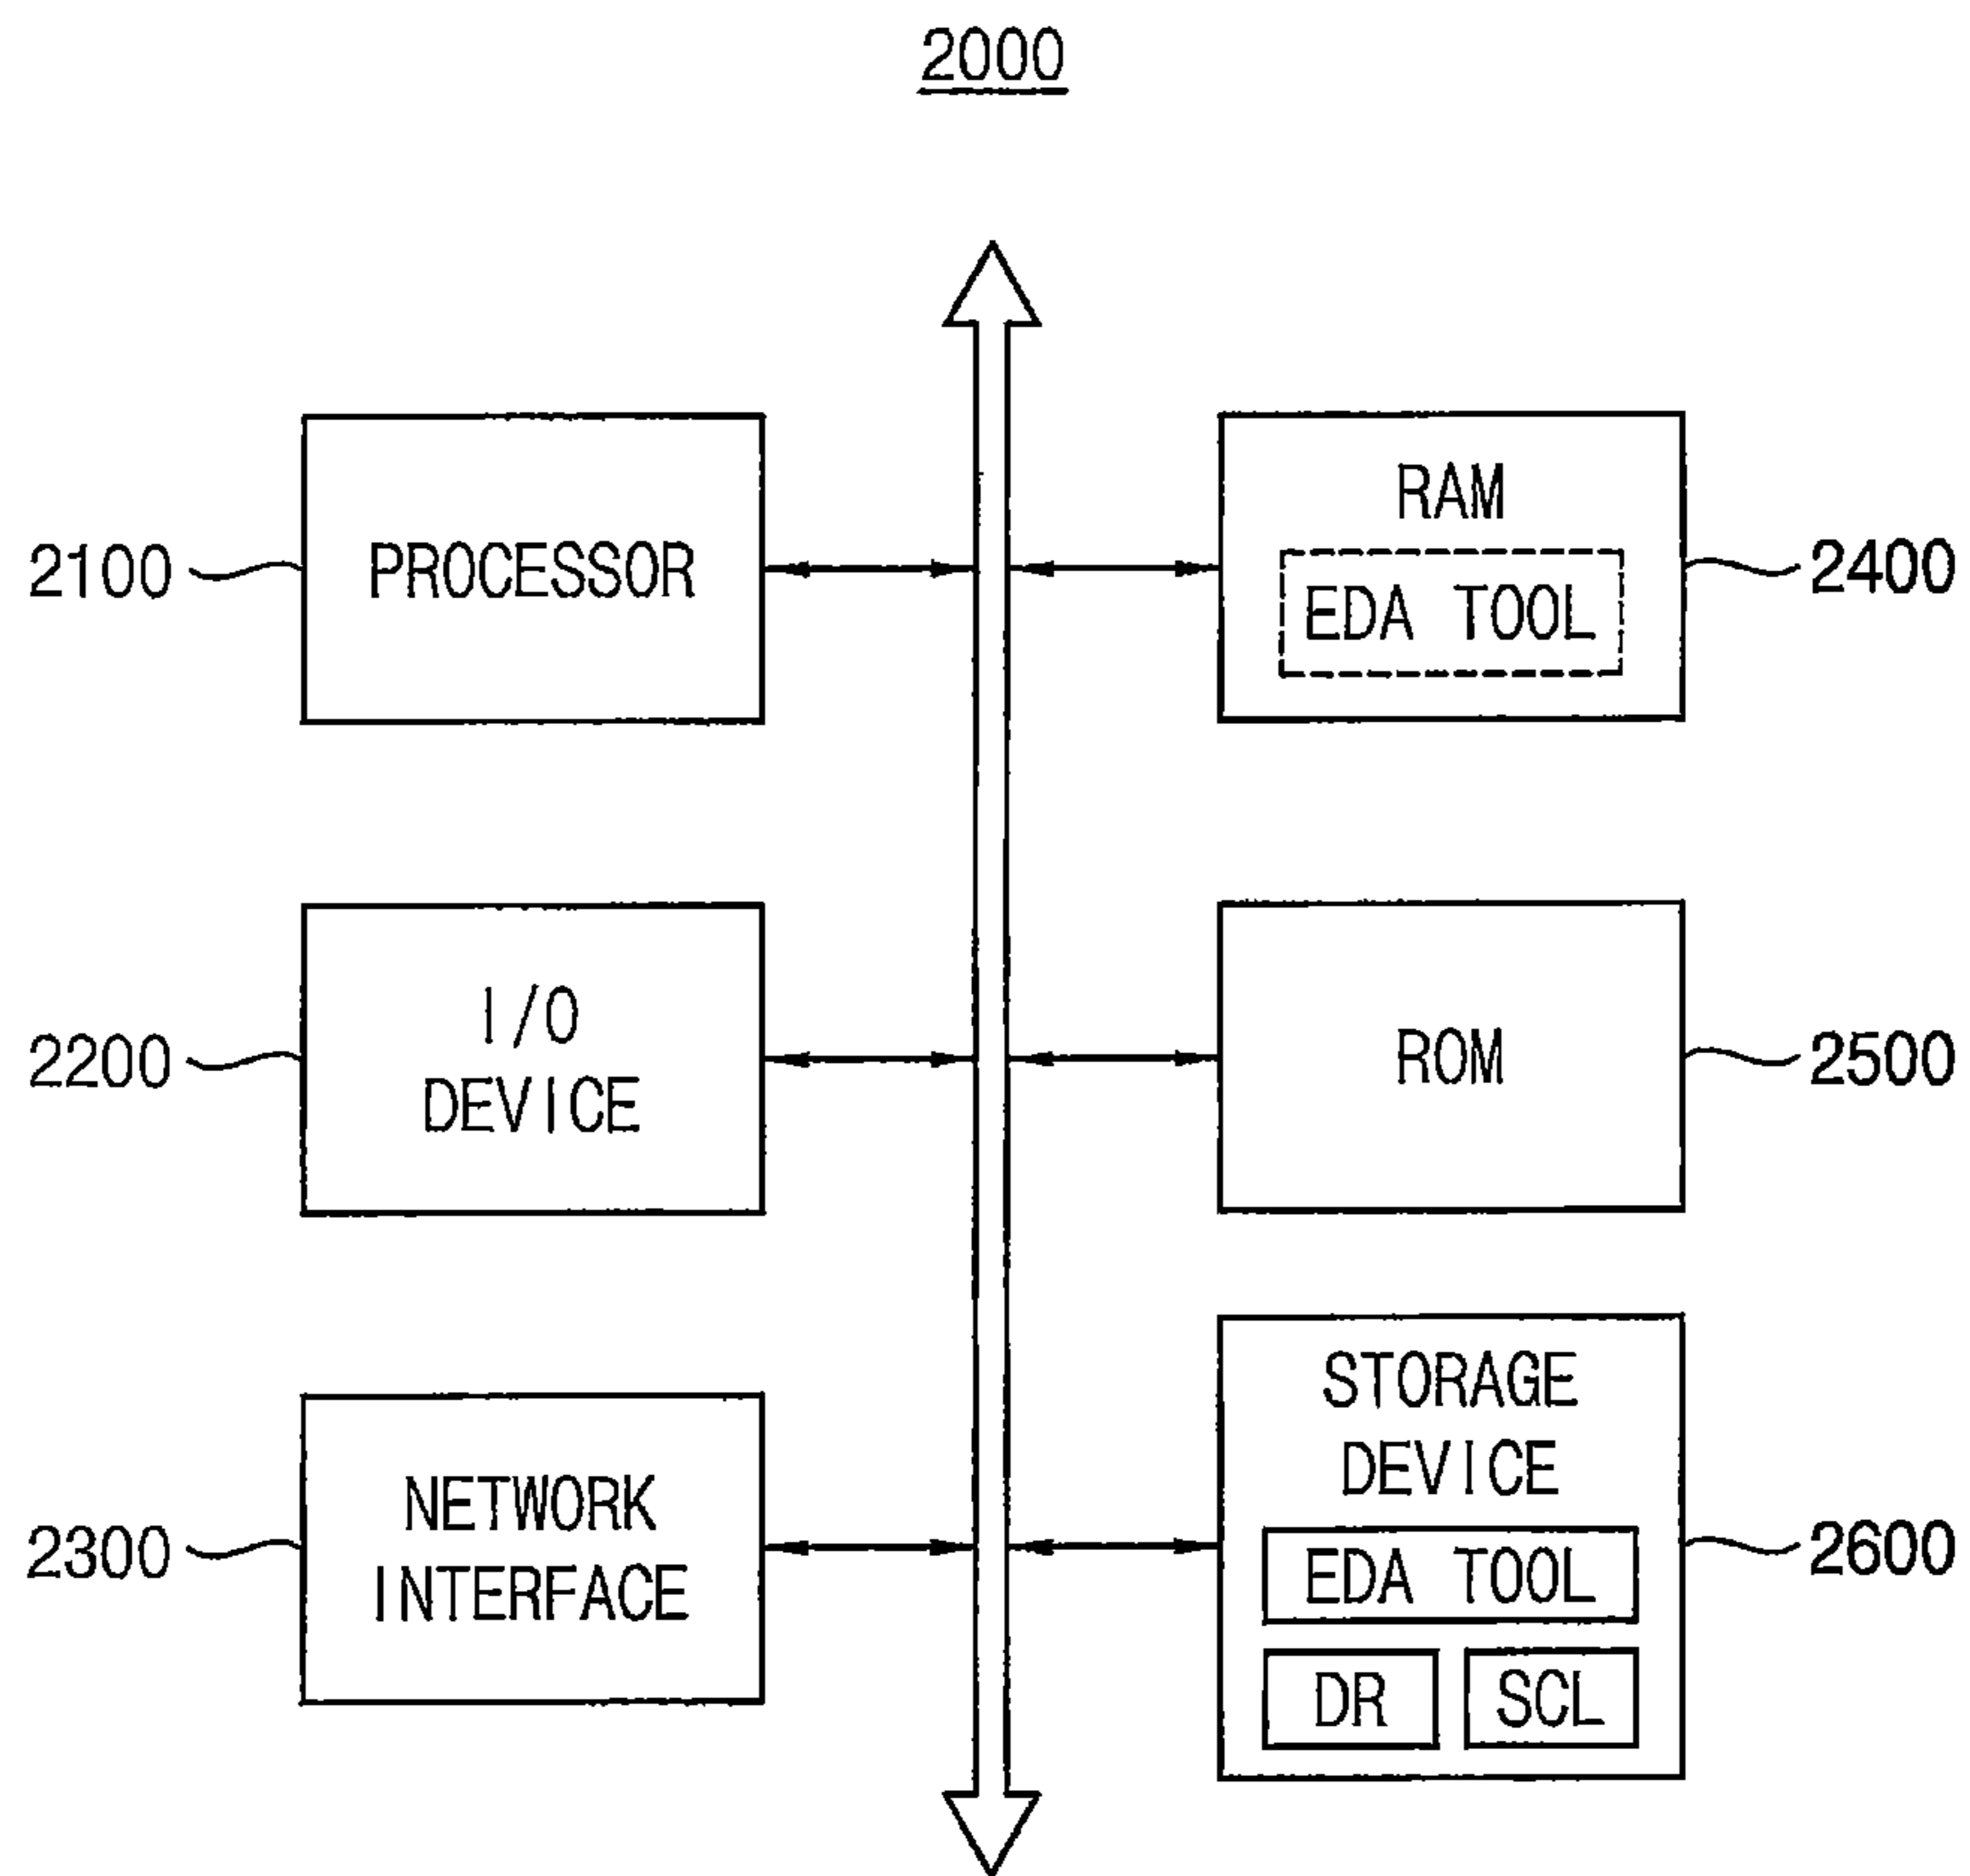 2000
2100
PROCESSOR
RAM
EDA TOOL
2400
2200
I/O
DEVICE
ROM
2500
2300
NETWORK
INTERFACE
STORAGE
DEVICE
EDA TOOL
DR
SCL
2600